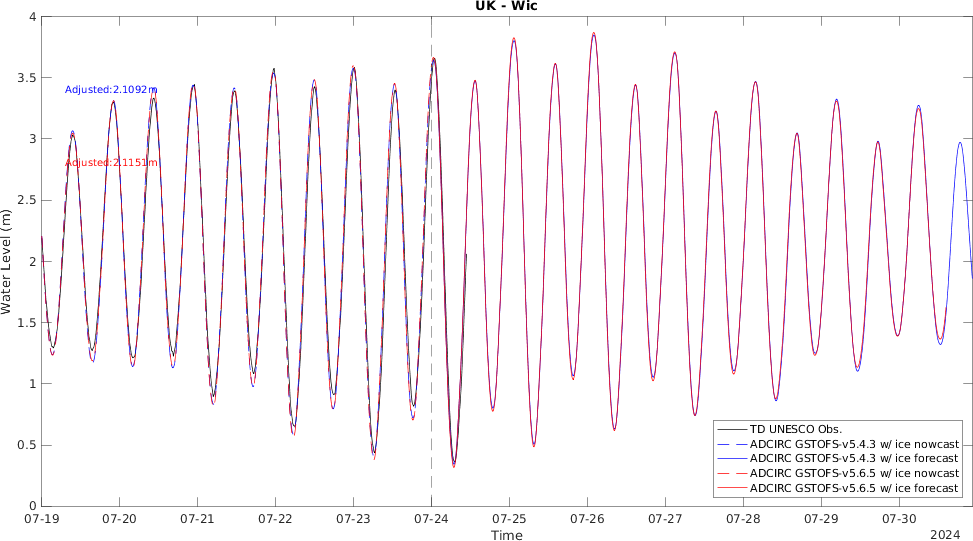 UK - Wic
4
3.5
3
2.5
2
1.5
1
0.5
0
Water Level (m)
Adjusted:2.1092m
Adjusted:2.1151m
TD UNESCO Obs.
ADCIRC GSTOFS-v5.4.3 w/ ice nowcast
ADCIRC GSTOFS-v5.4.3 w/ ice forecast
ADCIRC GSTOFS-v5.6.5 w/ ice nowcast
ADCIRC GSTOFS-v5.6.5 w/ ice forecast
07-19 07-20 07-21 07-22 07-23 07-24 07-25 07-26 07-27 07-28 07-29 07-30
Time
2024